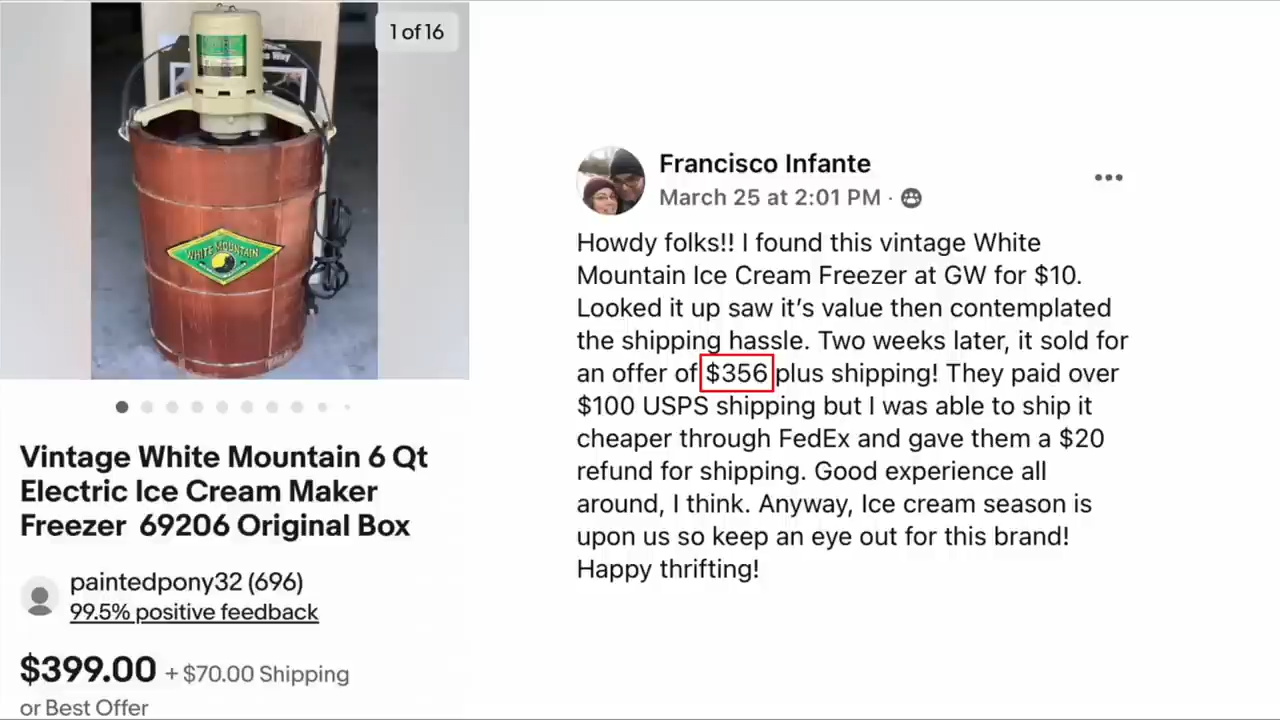 1 of 16
Way
WHITE MOUNTAIN
Vintage White Mountain 6 Qt
Electric Ice Cream Maker
Freezer 69206 Original Box
paintedpony32 (696)
99.5% positive feedback
$399.00 + $70.00 Shipping
or Best Offer
Francisco Infante
March 25 at 2:01 PM ·
Howdy folks!! I found this vintage White
Mountain Ice Cream Freezer at GW for $10.
Looked it up saw it's value then contemplated
the shipping hassle. Two weeks later, it sold for
an offer of $356 plus shipping! They paid over
$100 USPS shipping but I was able to ship it
cheaper through FedEx and gave them a $20
refund for shipping. Good experience all
around, I think. Anyway, Ice cream season is
upon us so keep an eye out for this brand!
Happy thrifting!